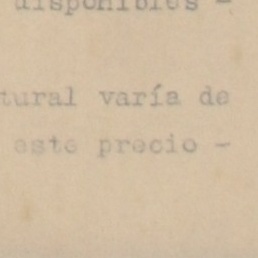 disponibles -
tural varía de
este precio -